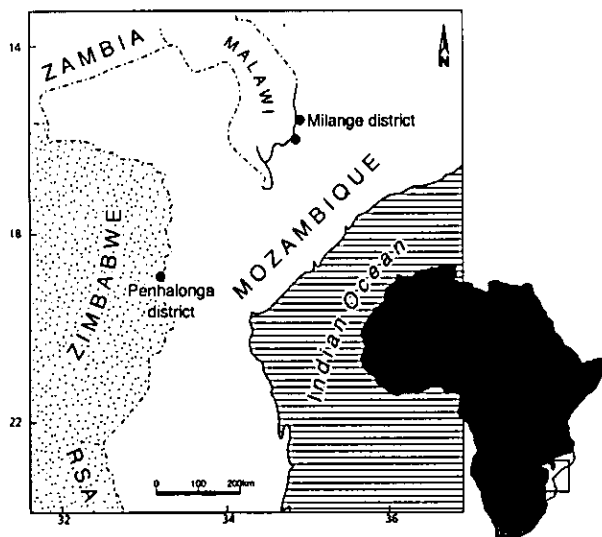 14
ZAMBIA
MALAWI
N
Milange district
MOZAMBIQUE
18
ZIMBABWE
Penhalonga
district
Indian Ocean
22
RSA
0 100 200km
32 34 36